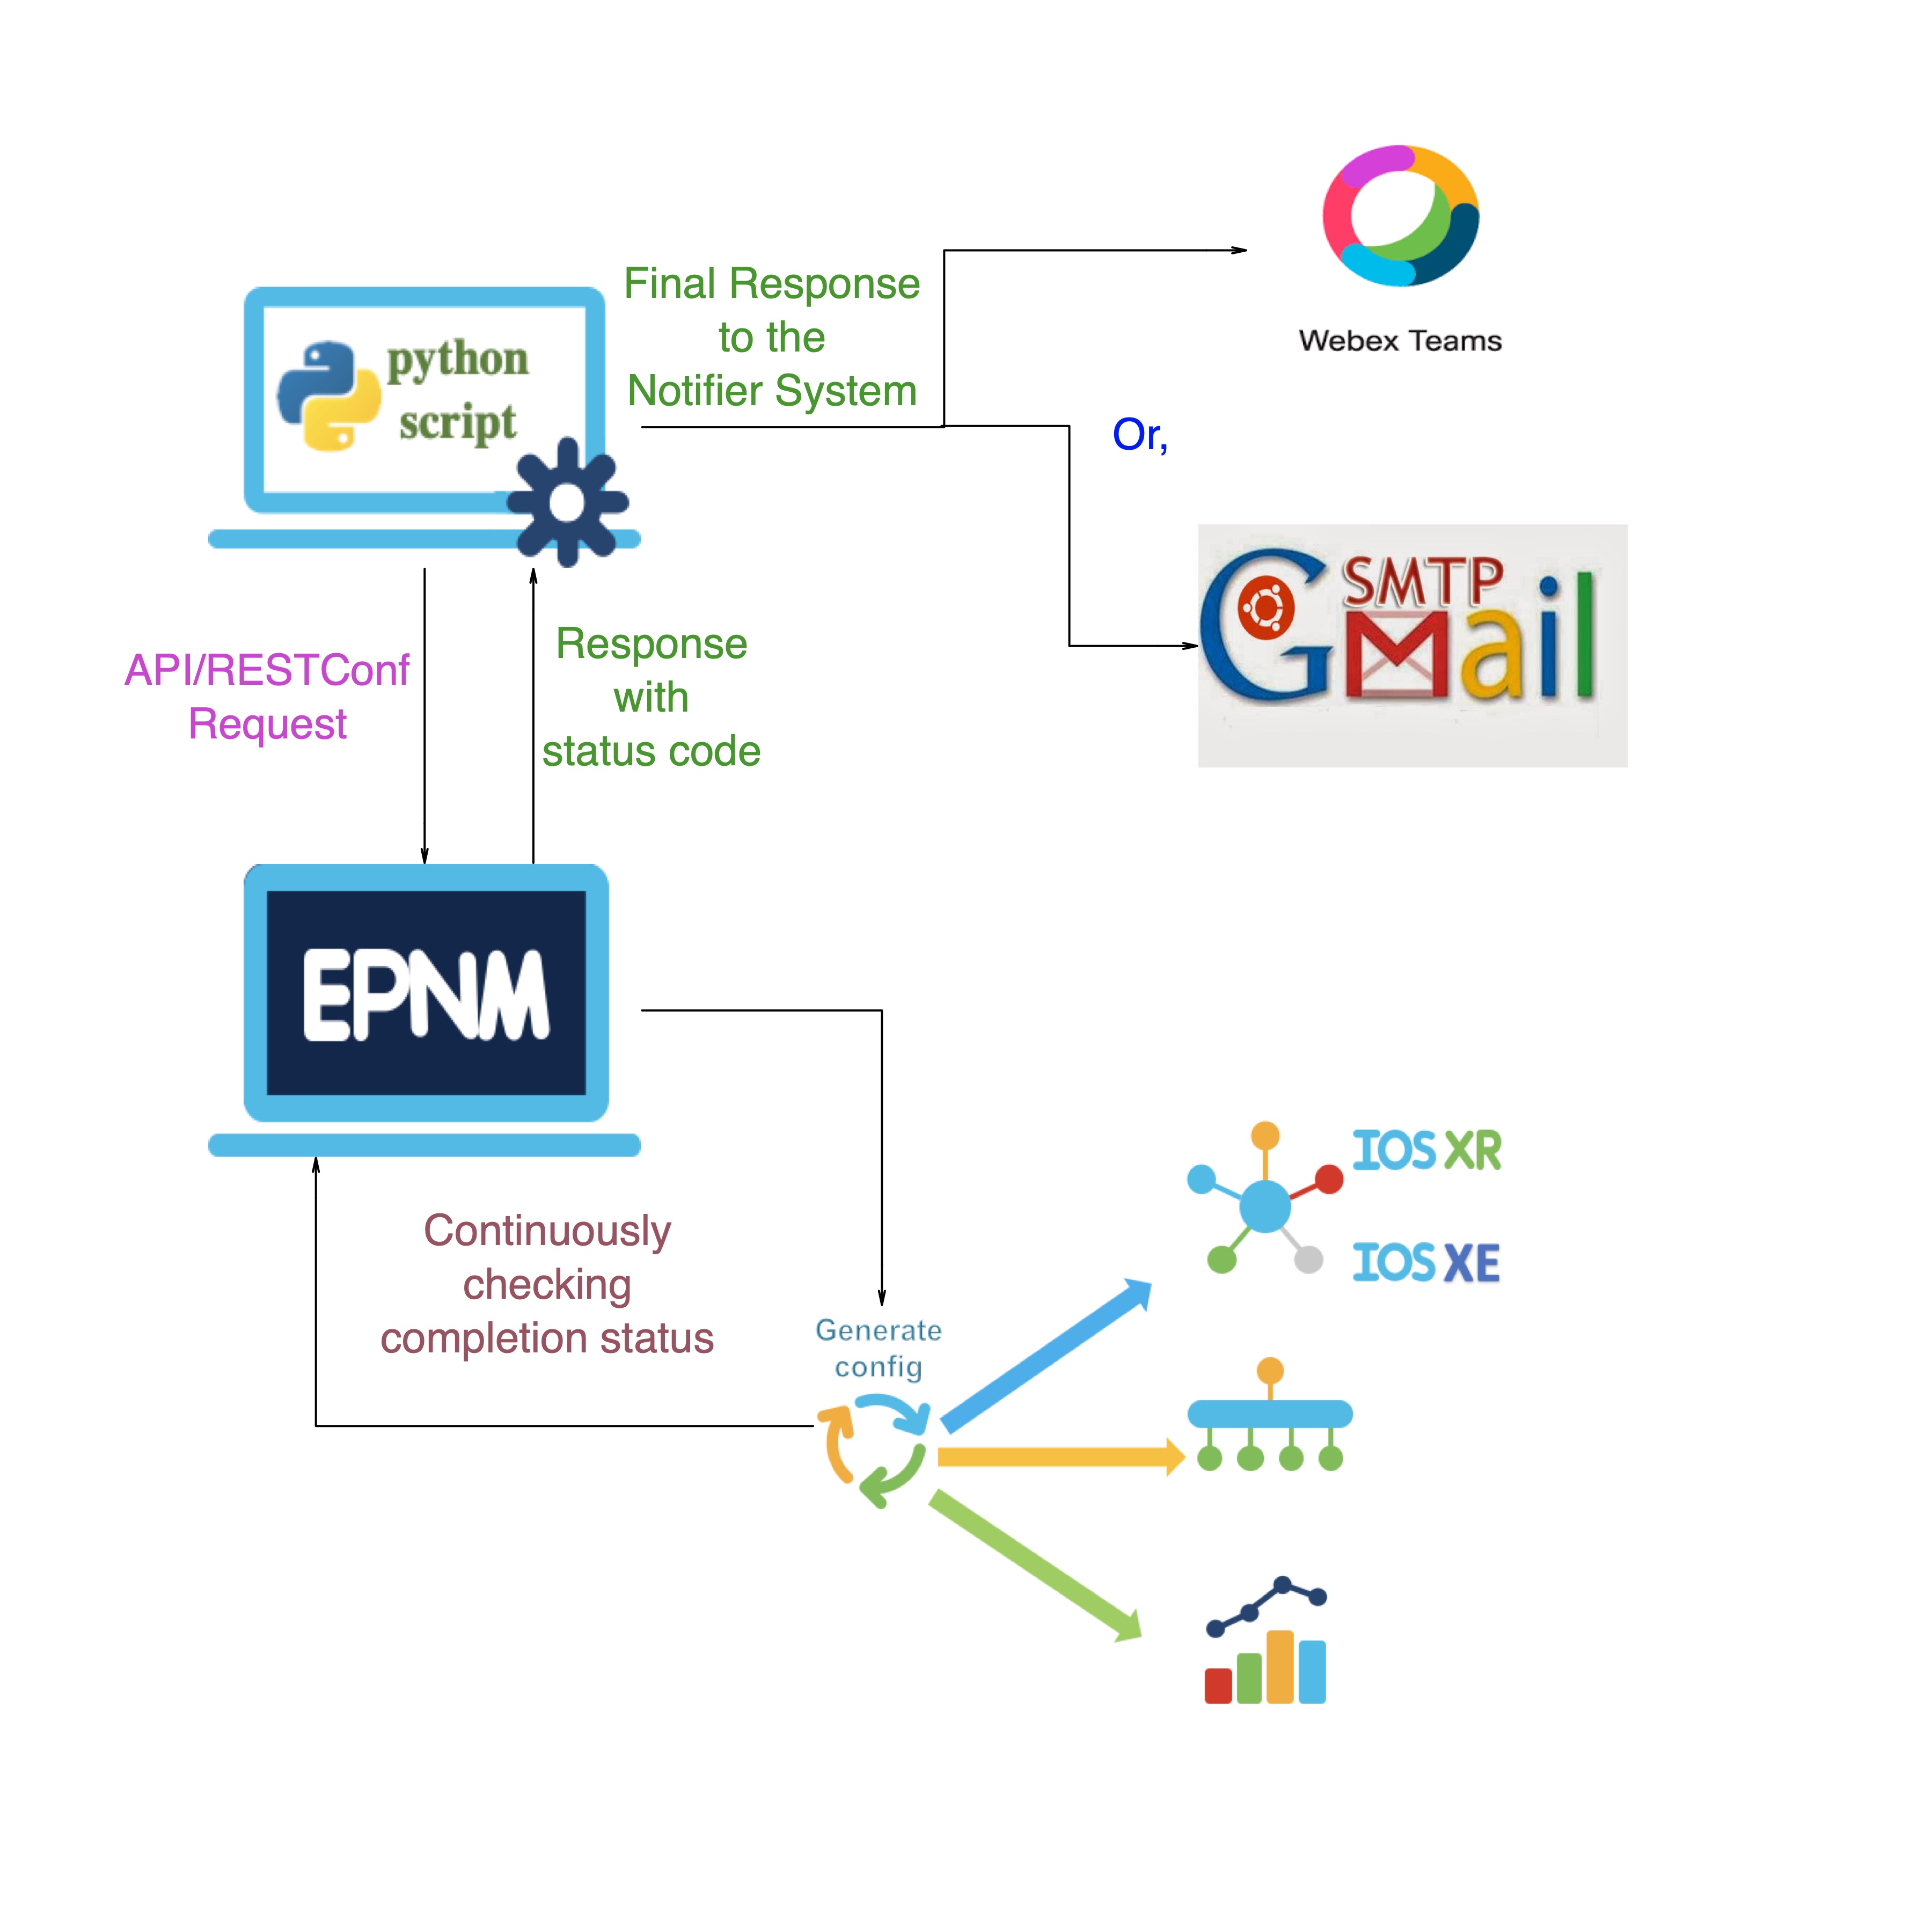 Webex Teams
Final Response
to the
Notifier System
python
script
Or,
SMTP
GMail
API/RESTConf
Request
Response
with
status code
EPNM
IOS XR
IOS XE
Continuously
checking
completion status
Generate
config